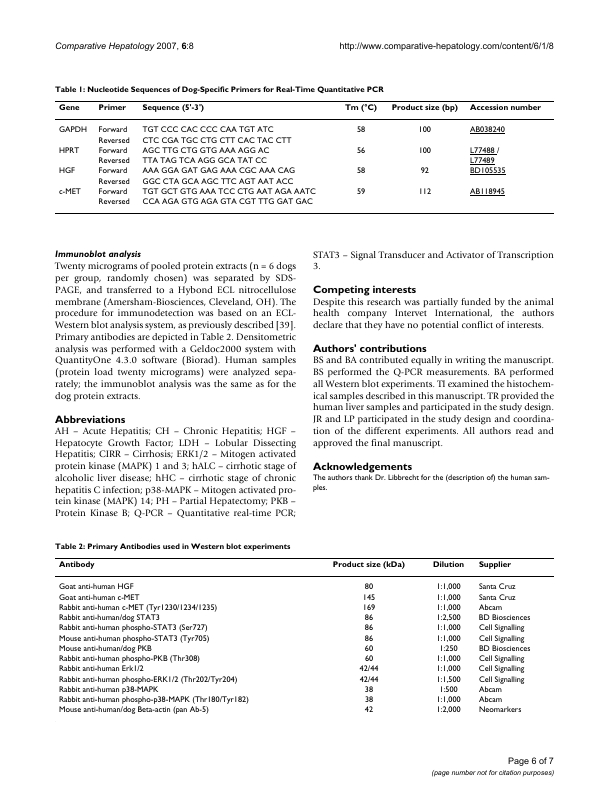 Comparative Hepatology 2007, 6:8 http://www.comparative-hepatology.com/content/6/1/8
Table 1: Nucleotide Sequences of Dog-Specific Primers for Real-Time Quantitative PCR
Gene Primer Sequence (5'-3') Tm (°C) Product size (bp) Accession number
GAPDH Forward TGT CCC CAC CCC CAA TGT ATC 58 100 AB038240
Reversed CTC CGA TGC CTG CTT CAC TAC CTT
HPRT Forward AGC TTG CTG GTG AAA AGG AC 56 100 L77488 /
Reversed TTA TAG TCA AGG GCA TAT CC L77489
HGF Forward AAA GGA GAT GAG AAA CGC AAA CAG 58 92 BD105535
Reversed GGC CTA GCA AGC TTC AGT AAT ACC
c-MET Forward TGT GCT GTG AAA TCC CTG AAT AGA AATC 59 112 AB118945
Reversed CCA AGA GTG AGA GTA CGT TTG GAT GAC
Immunoblot analysis
Twenty micrograms of pooled protein extracts (n = 6 dogs
per group, randomly chosen) was separated by SDS-
PAGE, and transferred to a Hybond ECL nitrocellulose
membrane (Amersham-Biosciences, Cleveland, OH). The
procedure for immunodetection was based on an ECL-
Western blot analysis system, as previously described [39].
Primary antibodies are depicted in Table 2. Densitometric
analysis was performed with a Geldoc2000 system with
QuantityOne 4.3.0 software (Biorad). Human samples
(protein load twenty micrograms) were analyzed sepa-
rately; the immunoblot analysis was the same as for the
dog protein extracts.
Abbreviations
AH – Acute Hepatitis; CH – Chronic Hepatitis; HGF –
Hepatocyte Growth Factor; LDH – Lobular Dissecting
Hepatitis; CIRR – Cirrhosis; ERK1/2 – Mitogen activated
protein kinase (MAPK) 1 and 3; hALC – cirrhotic stage of
alcoholic liver disease; hHC – cirrhotic stage of chronic
hepatitis C infection; p38-MAPK – Mitogen activated pro-
tein kinase (MAPK) 14; PH – Partial Hepatectomy; PKB –
Protein Kinase B; Q-PCR – Quantitative real-time PCR;
STAT3 – Signal Transducer and Activator of Transcription
3.
Competing interests
Despite this research was partially funded by the animal
health company Intervet International, the authors
declare that they have no potential conflict of interests.
Authors' contributions
BS and BA contributed equally in writing the manuscript.
BS performed the Q-PCR measurements. BA performed
all Western blot experiments. TI examined the histochem-
ical samples described in this manuscript. TR provided the
human liver samples and participated in the study design.
JR and LP participated in the study design and coordina-
tion of the different experiments. All authors read and
approved the final manuscript.
Acknowledgements
The authors thank Dr. Libbrecht for the (description of) the human sam-
ples.
Table 2: Primary Antibodies used in Western blot experiments
Antibody Product size (kDa) Dilution Supplier
Goat anti-human HGF 80 1:1,000 Santa Cruz
Goat anti-human c-MET 145 1:1,000 Santa Cruz
Rabbit anti-human c-MET (Tyr1230/1234/1235) 169 1:1,000 Abcam
Rabbit anti-human/dog STAT3 86 1:2,500 BD Biosciences
Rabbit anti-human phospho-STAT3 (Ser727) 86 1:1,000 Cell Signalling
Mouse anti-human phospho-STAT3 (Tyr705) 86 1:1,000 Cell Signalling
Mouse anti-human/dog PKB 60 1:250 BD Biosciences
Rabbit anti-human phospho-PKB (Thr308) 60 1:1,000 Cell Signalling
Rabbit anti-human Erk1/2 42/44 1:1,000 Cell Signalling
Rabbit anti-human phospho-ERK1/2 (Thr202/Tyr204) 42/44 1:1,500 Cell Signalling
Rabbit anti-human p38-MAPK 38 1:500 Abcam
Rabbit anti-human phospho-p38-MAPK (Thr180/Tyr182) 38 1:1,000 Abcam
Mouse anti-human/dog Beta-actin (pan Ab-5) 42 1:2,000 Neomarkers
Page 6 of 7
(page number not for citation purposes)